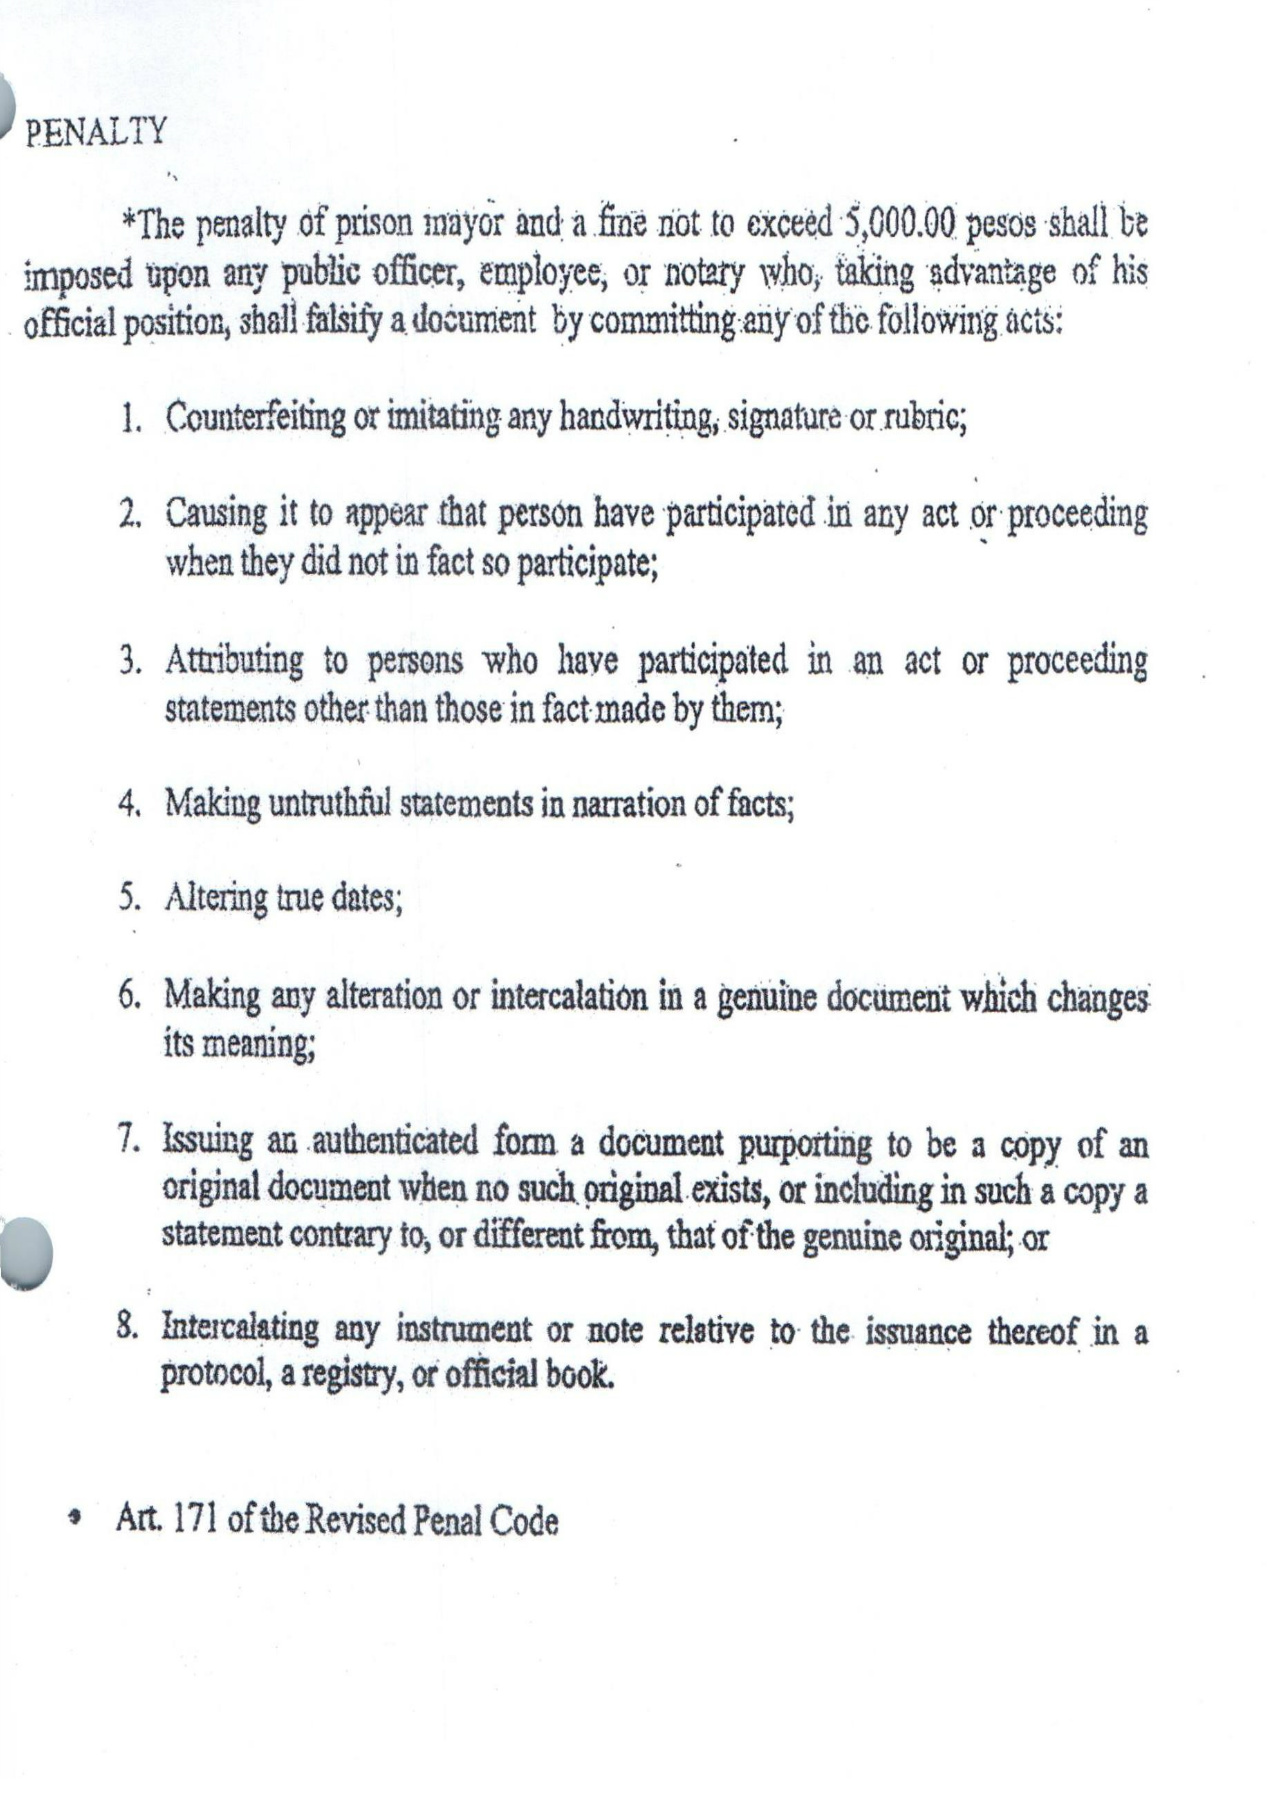 PENALTY
*The penalty of prison mayor and a fine not to exceed 5,000.00 pesos shall be
imposed upon any public officer, employee, or notary who, taking advantage of his
official position, shall falsify a document by committing any of the following acts:
1. Counterfeiting or imitating any handwriting, signature or rubric;
2. Causing it to appear that person have participated in any act or proceeding
when they did not in fact so participate;
3. Attributing to persons who have participated in an act or proceeding
statements other than those in fact made by them;
4. Making untruthful statements in narration of facts;
5. Altering true dates;
6. Making any alteration or intercalation in a genuine document which changes
its meaning;
7. Issuing an authenticated form a document purporting to be a copy of an
original document when no such original exists, or including in such a copy a
statement contrary to, or different from, that of the genuine original; or
8. Intercalating any instrument or note relative to the issuance thereof in a
protocol, a registry, or official book.
• Art. 171 of the Revised Penal Code